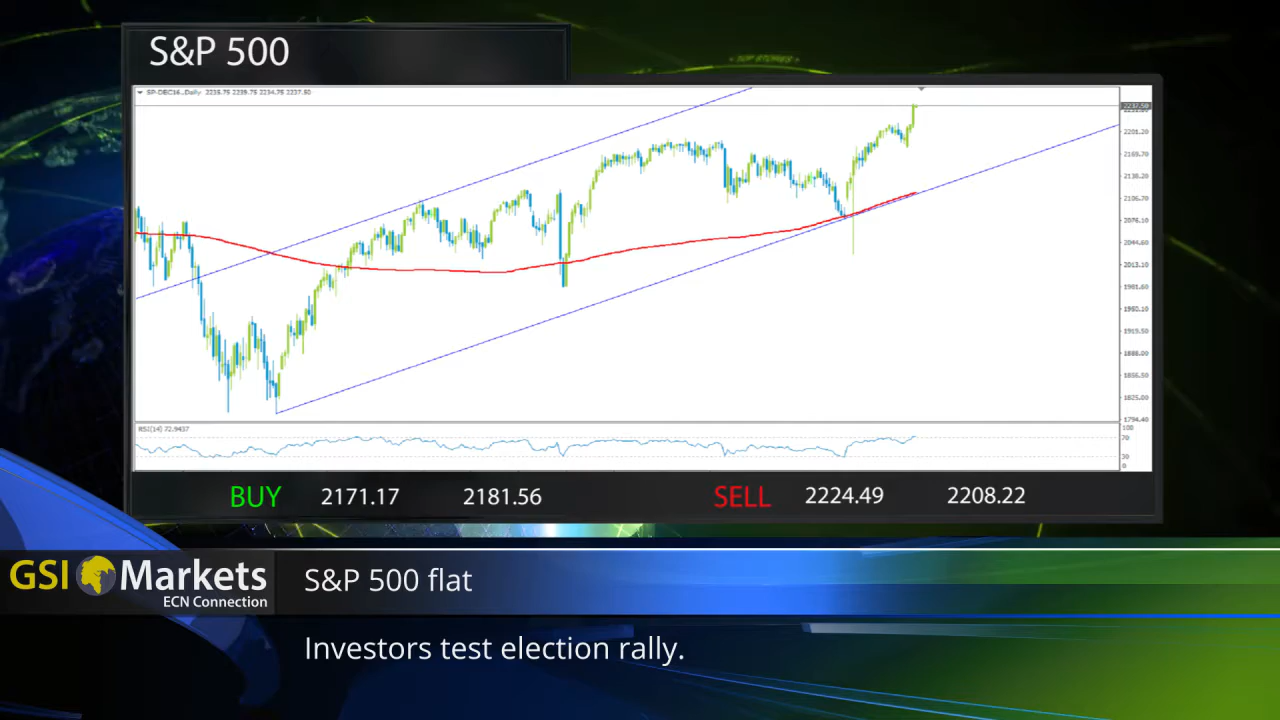 TOP STORIES
S&P 500
SP-DEC16.,Daily 2235.75 2239.75 2234.75 2237.50
2237.50
2201.20
2169.70
2138.20
2106.70
2076.10
2044.60
2013.10
1981.60
1950.10
1919.50
1888.00
1856.50
1825.00
1794.40
RSI(14) 72.9437
100
70
30
0
BUY 2171.17 2181.56 SELL 2224.49 2208.22
GSI Markets
ECN Connection
S&P 500 flat
Investors test election rally.